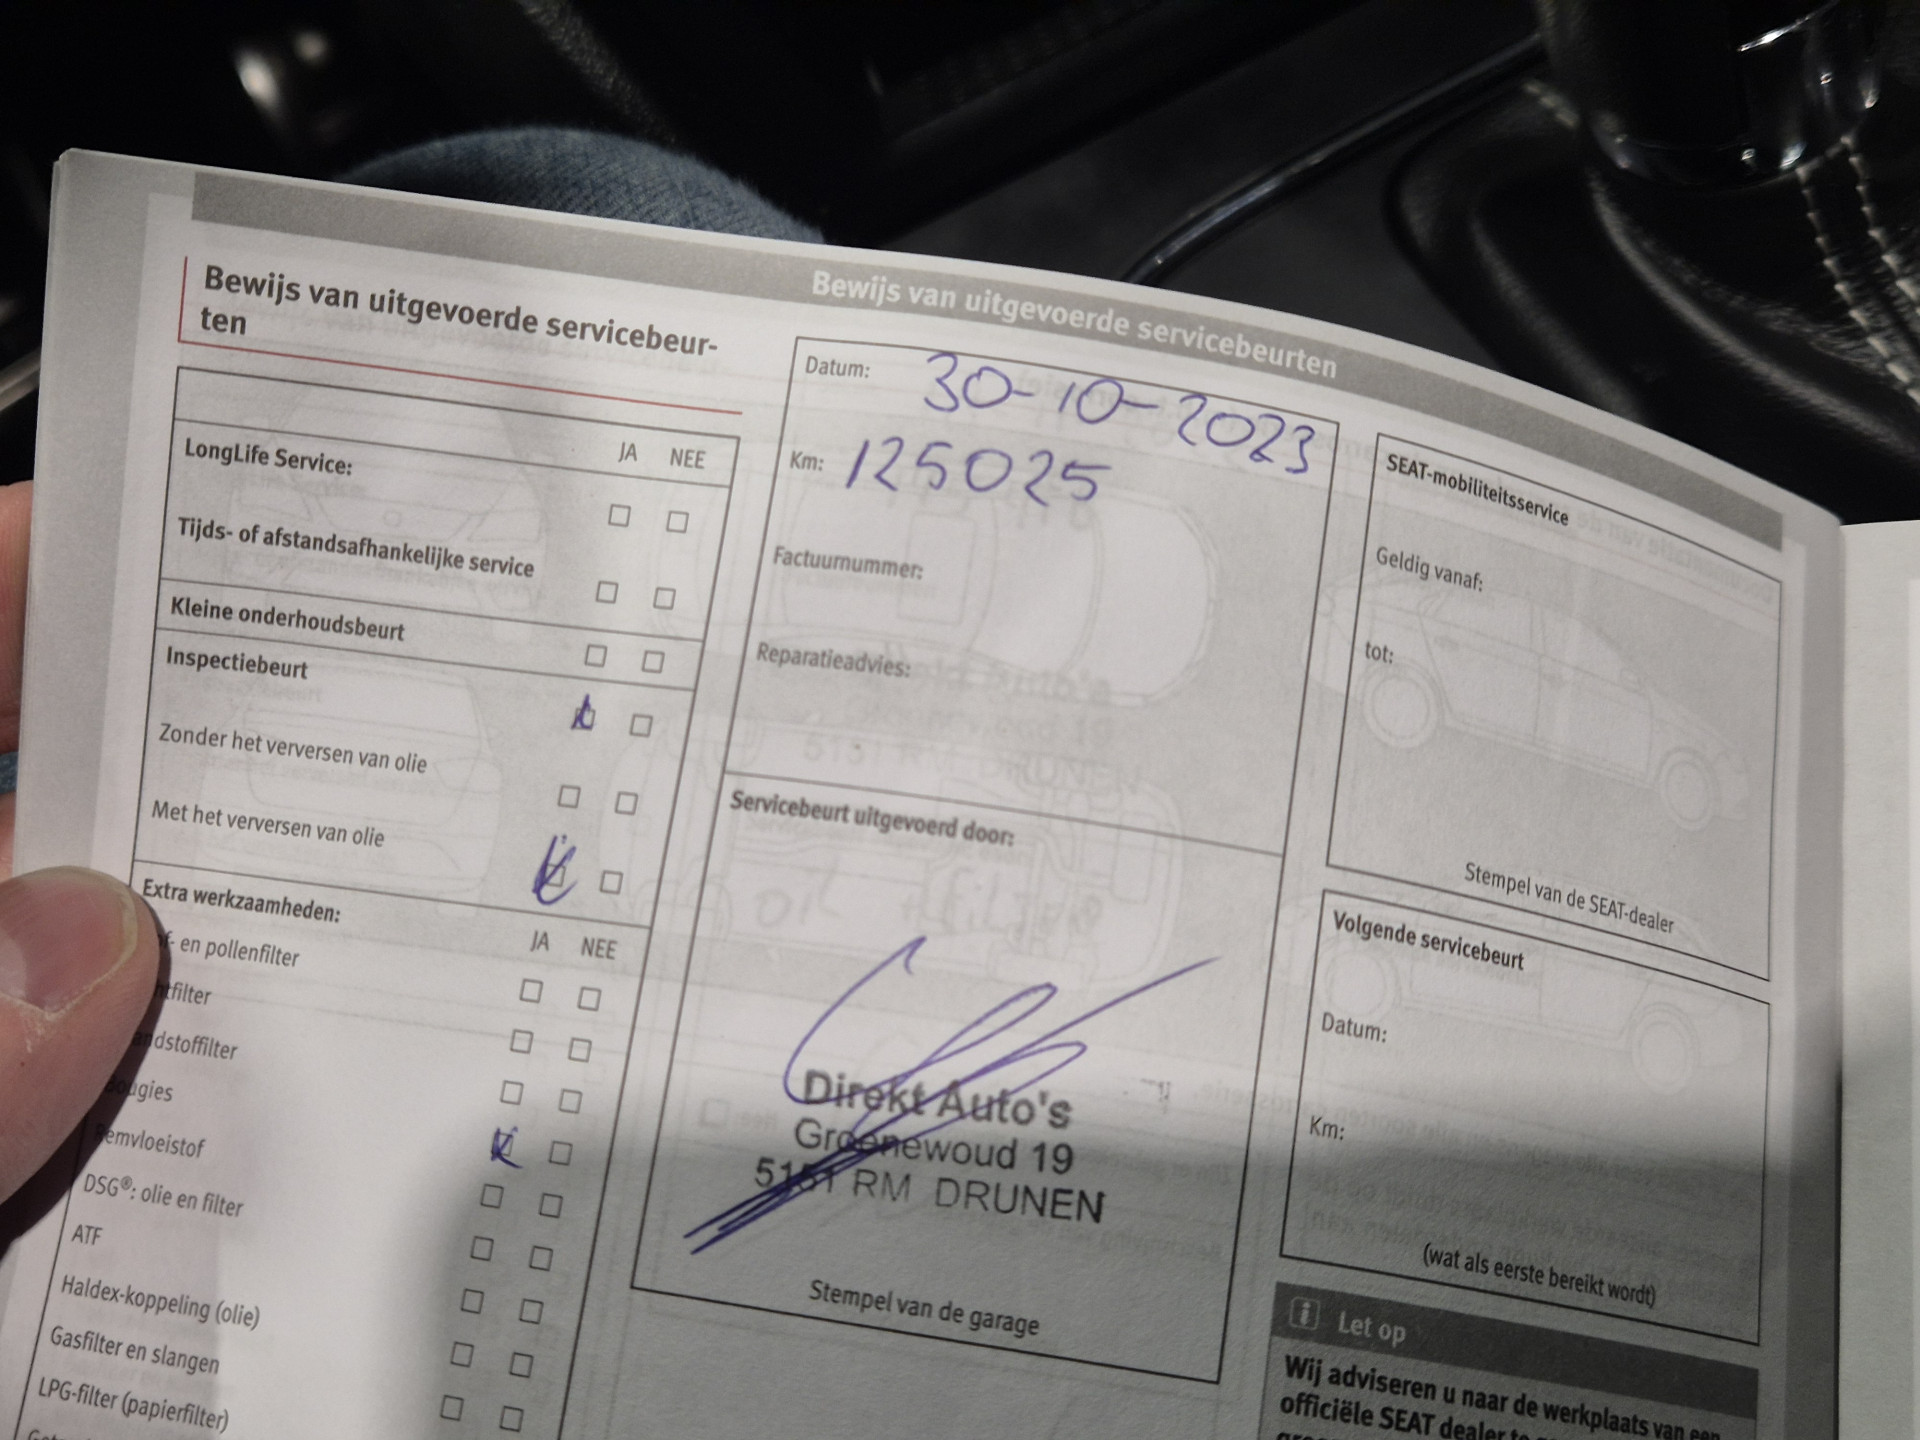 Bewijs van uitgevoerde servicebeurten
Bewijs van uitgevoerde servicebeur-
ten
JA NEE
LongLife Service:
Tijds- of afstandsafhankelijke service
Kleine onderhoudsbeurt
Inspectiebeurt
Zonder het verversen van olie
Met het verversen van olie
Extra werkzaamheden:
JA NEE
en pollenfilter
Remvloeistof
DSG®: olie en filter
ATF
Haldex-koppeling (olie)
Gasfilter en slangen
LPG-filter (papierfilter)
Datum: 30-10-2023
Km: 125025
Factuurnummer:
Reparatieadvies:
Servicebeurt uitgevoerd door:
Direkt Auto's
Groenewoud 19
5151 RM DRUNEN
Stempel van de garage
SEAT-mobiliteitsservice
Geldig vanaf:
tot:
Stempel van de SEAT-dealer
Volgende servicebeurt
Datum:
Km:
(wat als eerste bereikt wordt)
Let op
Wij adviseren u naar de werkplaats van een
officiële SEAT dealer te